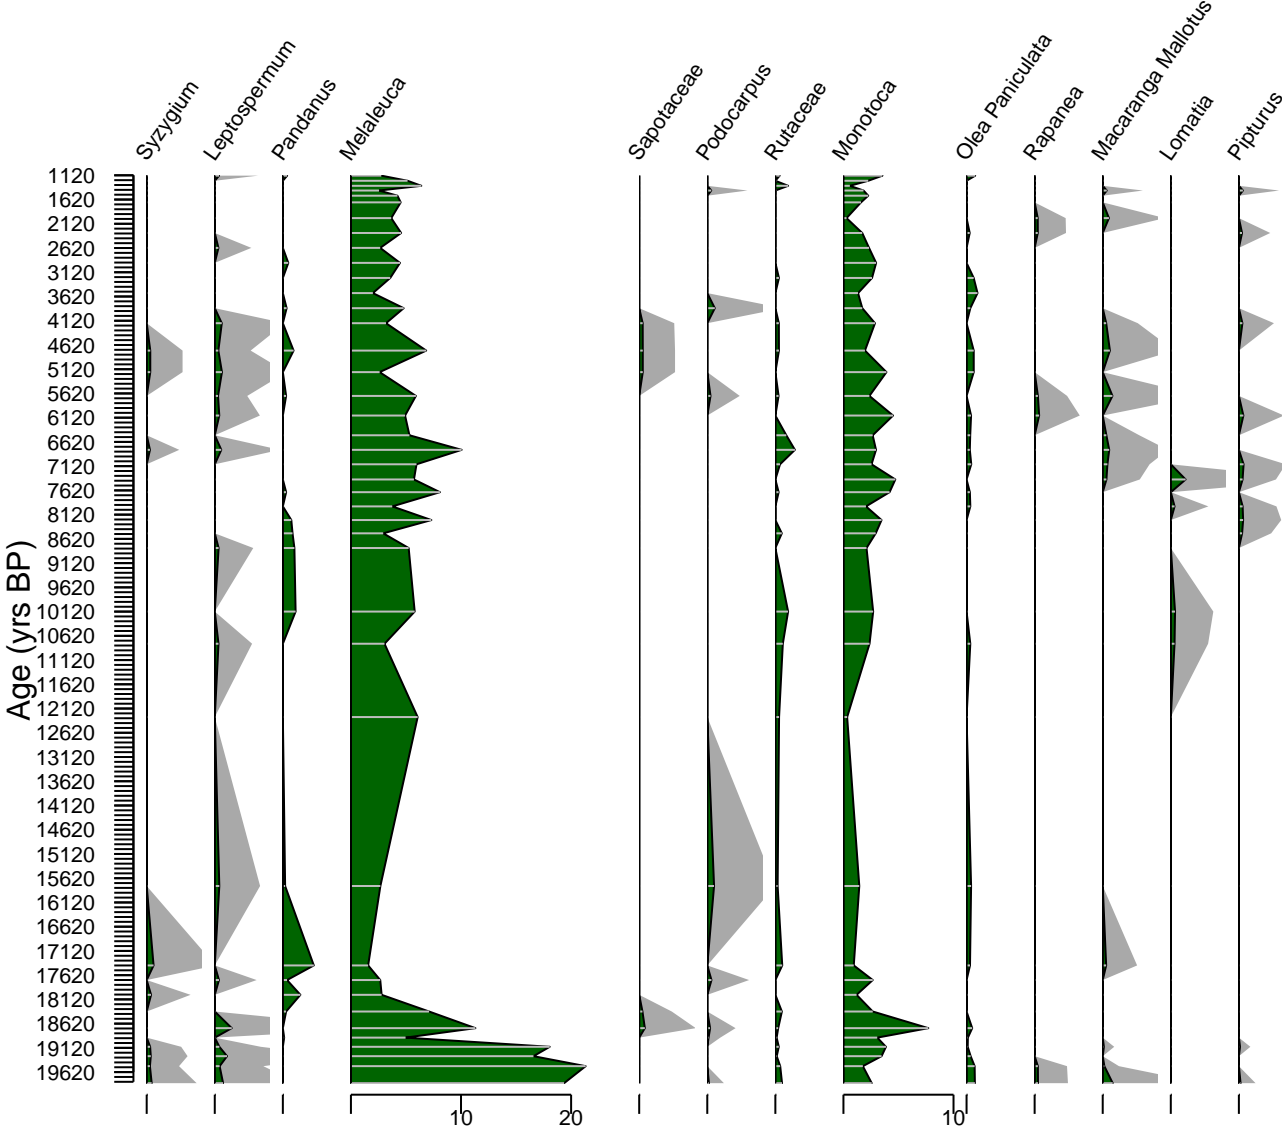 Syzygium
Leptospermum
Pandanus
Melaleuca
Sapotaceae
Podocarpus
Rutaceae
Monotoca
Olea Paniculata
Rapanea
Macaranga Mallotus
Lomatia
Pipturus
Age (yrs BP)
1120
1620
2120
2620
3120
3620
4120
4620
5120
5620
6120
6620
7120
7620
8120
8620
9120
9620
10120
10620
11120
11620
12120
12620
13120
13620
14120
14620
15120
15620
16120
16620
17120
17620
18120
18620
19120
19620
10
20
10